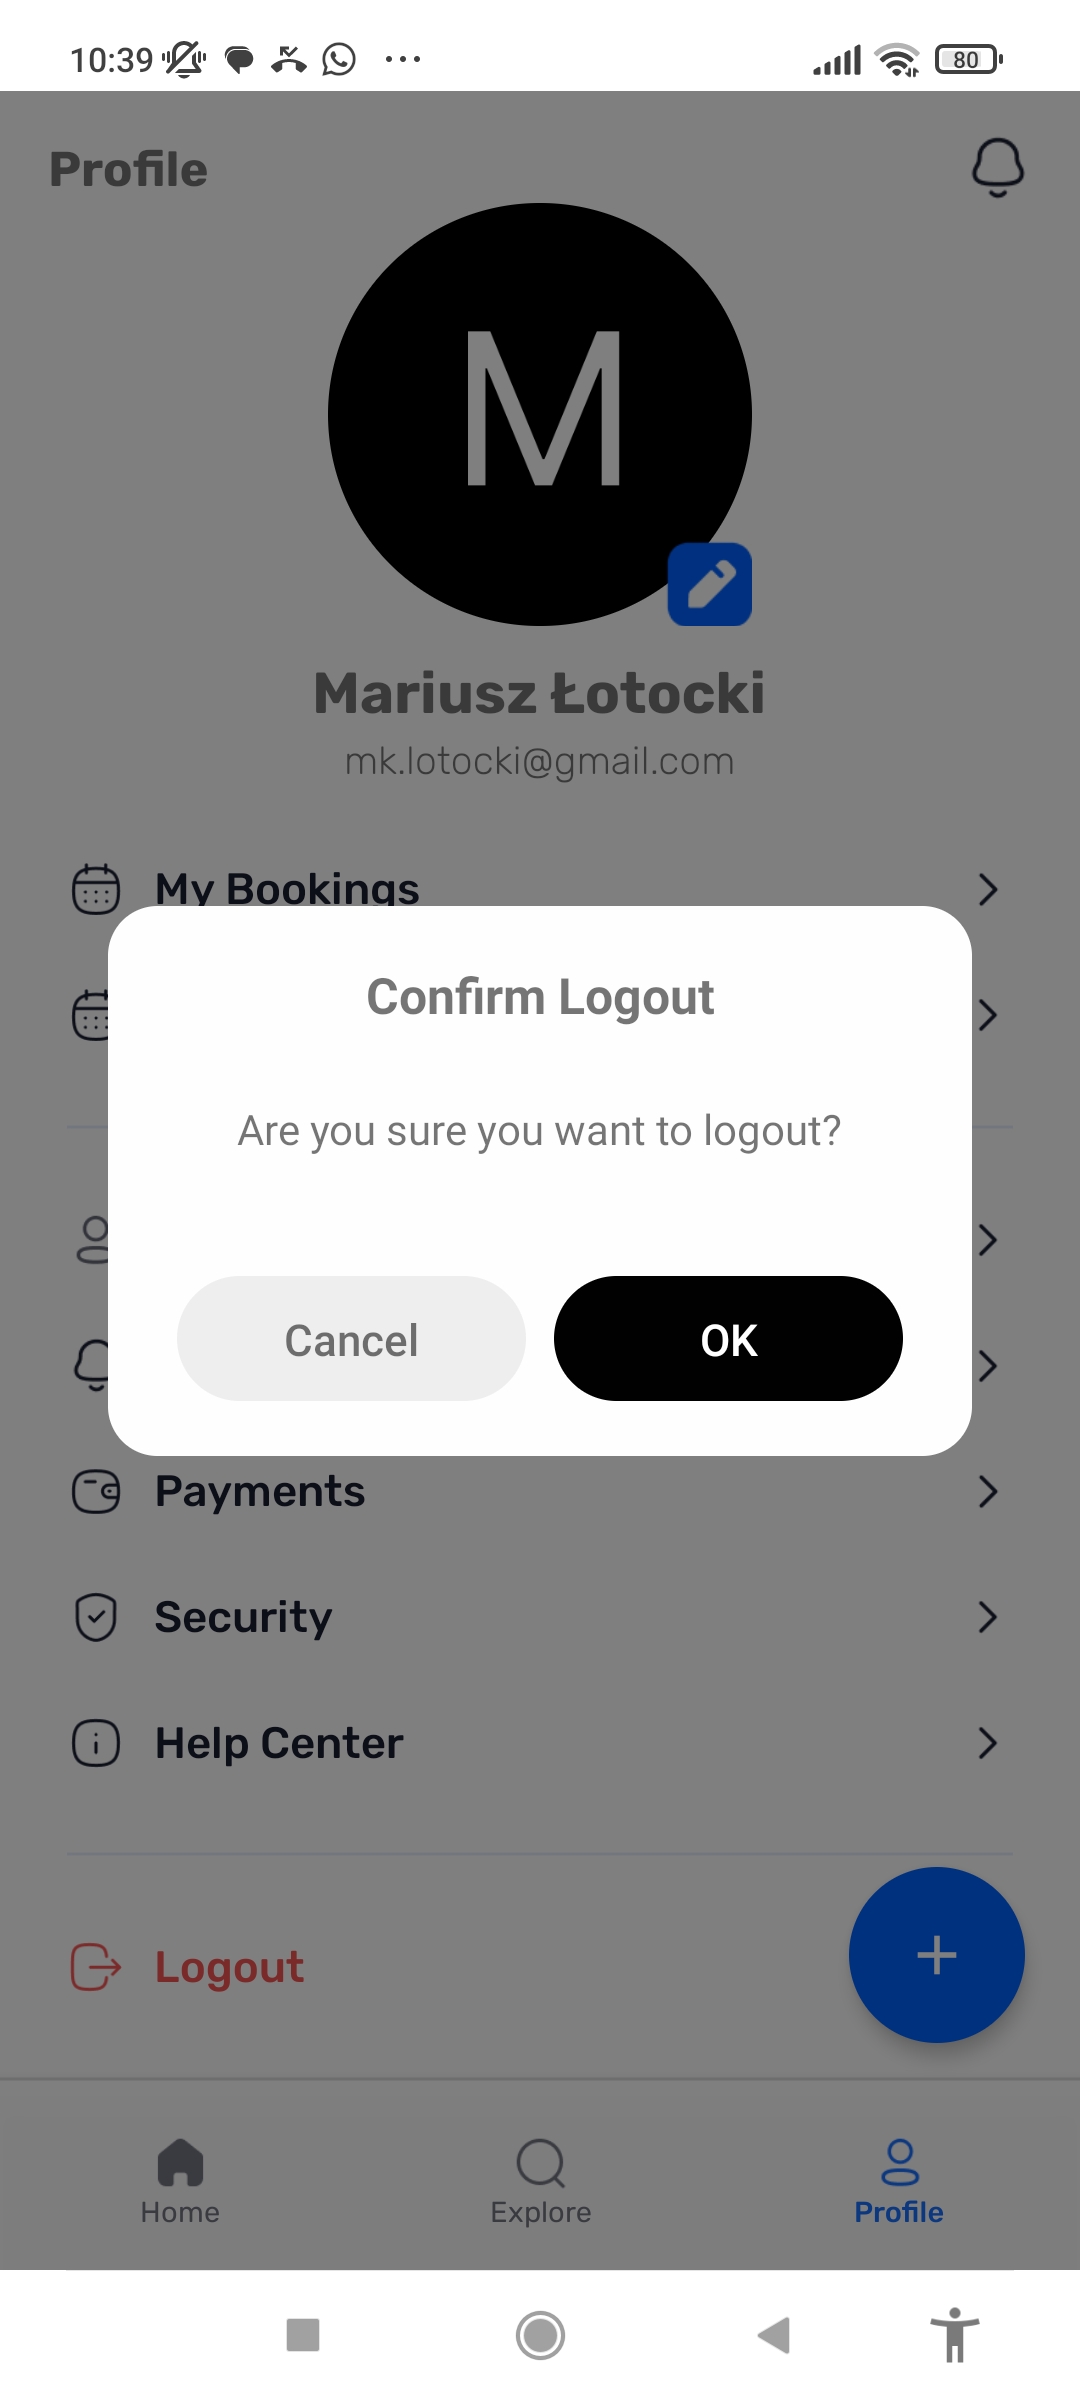 10:39
80
Profile
M
Mariusz Łotocki
mk.lotocki@gmail.com
My Bookings
Confirm Logout
Are you sure you want to logout?
Cancel
OK
Payments
Security
Help Center
Logout
Home
Explore
Profile